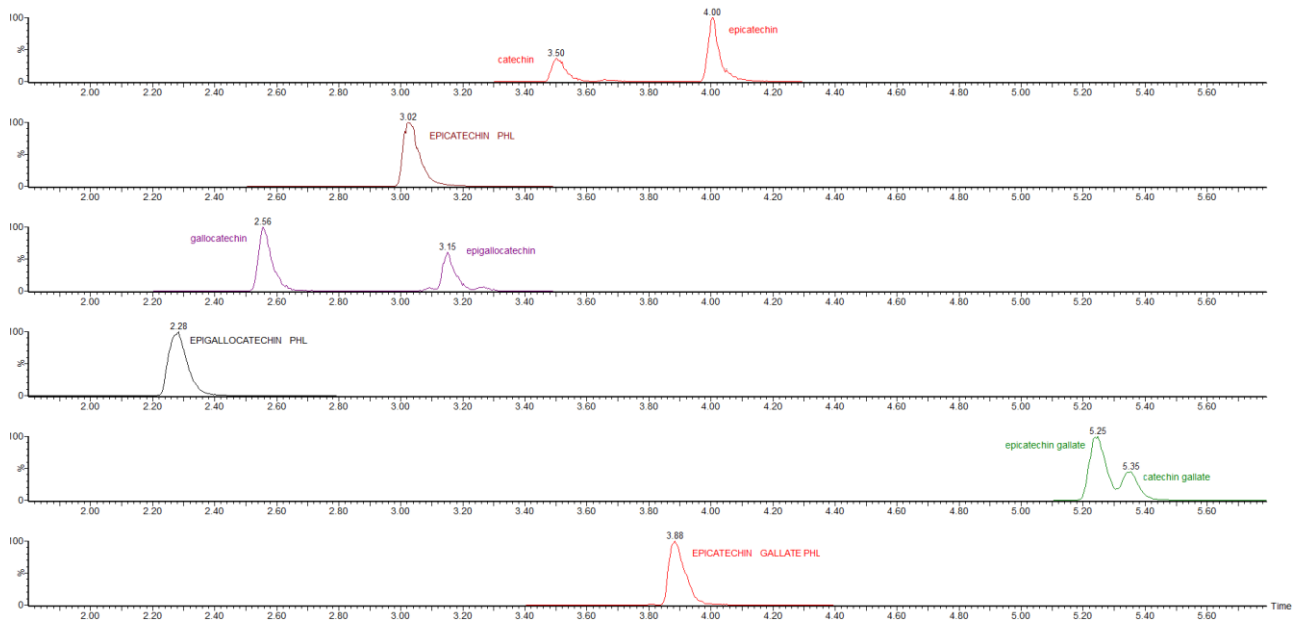 100
4.00
epicatechin
3.50
catechin
%
0
2.00 2.20 2.40 2.60 2.80 3.00 3.20 3.40 3.60 3.80 4.00 4.20 4.40 4.60 4.80 5.00 5.20 5.40 5.60
100
3.02
EPICATECHIN PHL
%
0
2.00 2.20 2.40 2.60 2.80 3.00 3.20 3.40 3.60 3.80 4.00 4.20 4.40 4.60 4.80 5.00 5.20 5.40 5.60
100
2.56
gallocatechin
3.15
epigallocatechin
%
0
2.00 2.20 2.40 2.60 2.80 3.00 3.20 3.40 3.60 3.80 4.00 4.20 4.40 4.60 4.80 5.00 5.20 5.40 5.60
100
2.28
EPIGALLOCATECHIN PHL
%
0
2.00 2.20 2.40 2.60 2.80 3.00 3.20 3.40 3.60 3.80 4.00 4.20 4.40 4.60 4.80 5.00 5.20 5.40 5.60
100
5.25
epicatechin gallate
5.35
catechin gallate
%
0
2.00 2.20 2.40 2.60 2.80 3.00 3.20 3.40 3.60 3.80 4.00 4.20 4.40 4.60 4.80 5.00 5.20 5.40 5.60
100
3.88
EPICATECHIN GALLATE PHL
%
0
Time
2.00 2.20 2.40 2.60 2.80 3.00 3.20 3.40 3.60 3.80 4.00 4.20 4.40 4.60 4.80 5.00 5.20 5.40 5.60